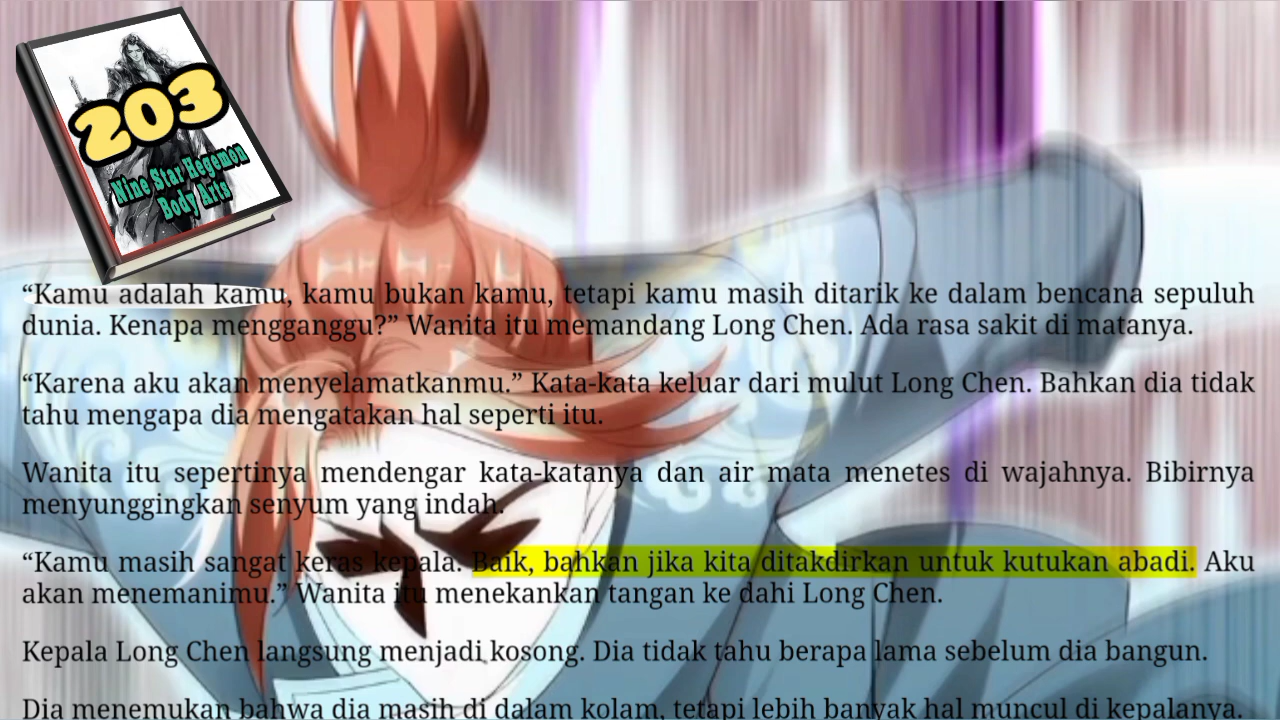 203
Nine Star Hegemon
Body Arts
“Kamu adalah kamu, kamu bukan kamu, tetapi kamu masih ditarik ke dalam bencana sepuluh
dunia. Kenapa mengganggu?” Wanita itu memandang Long Chen. Ada rasa sakit di matanya.
“Karena aku akan menyelamatkanmu.” Kata-kata keluar dari mulut Long Chen. Bahkan dia tidak
tahu mengapa dia mengatakan hal seperti itu.
Wanita itu sepertinya mendengar kata-katanya dan air mata menetes di wajahnya. Bibirnya
menyunggingkan senyum yang indah.
“Kamu masih sangat keras kepala. Baik, bahkan jika kita ditakdirkan untuk kutukan abadi. Aku
akan menemanimu.” Wanita itu menekankan tangan ke dahi Long Chen.
Kepala Long Chen langsung menjadi kosong. Dia tidak tahu berapa lama sebelum dia bangun.
Dia menemukan bahwa dia masih di dalam kolam, tetapi lebih banyak hal muncul di kepalanya.